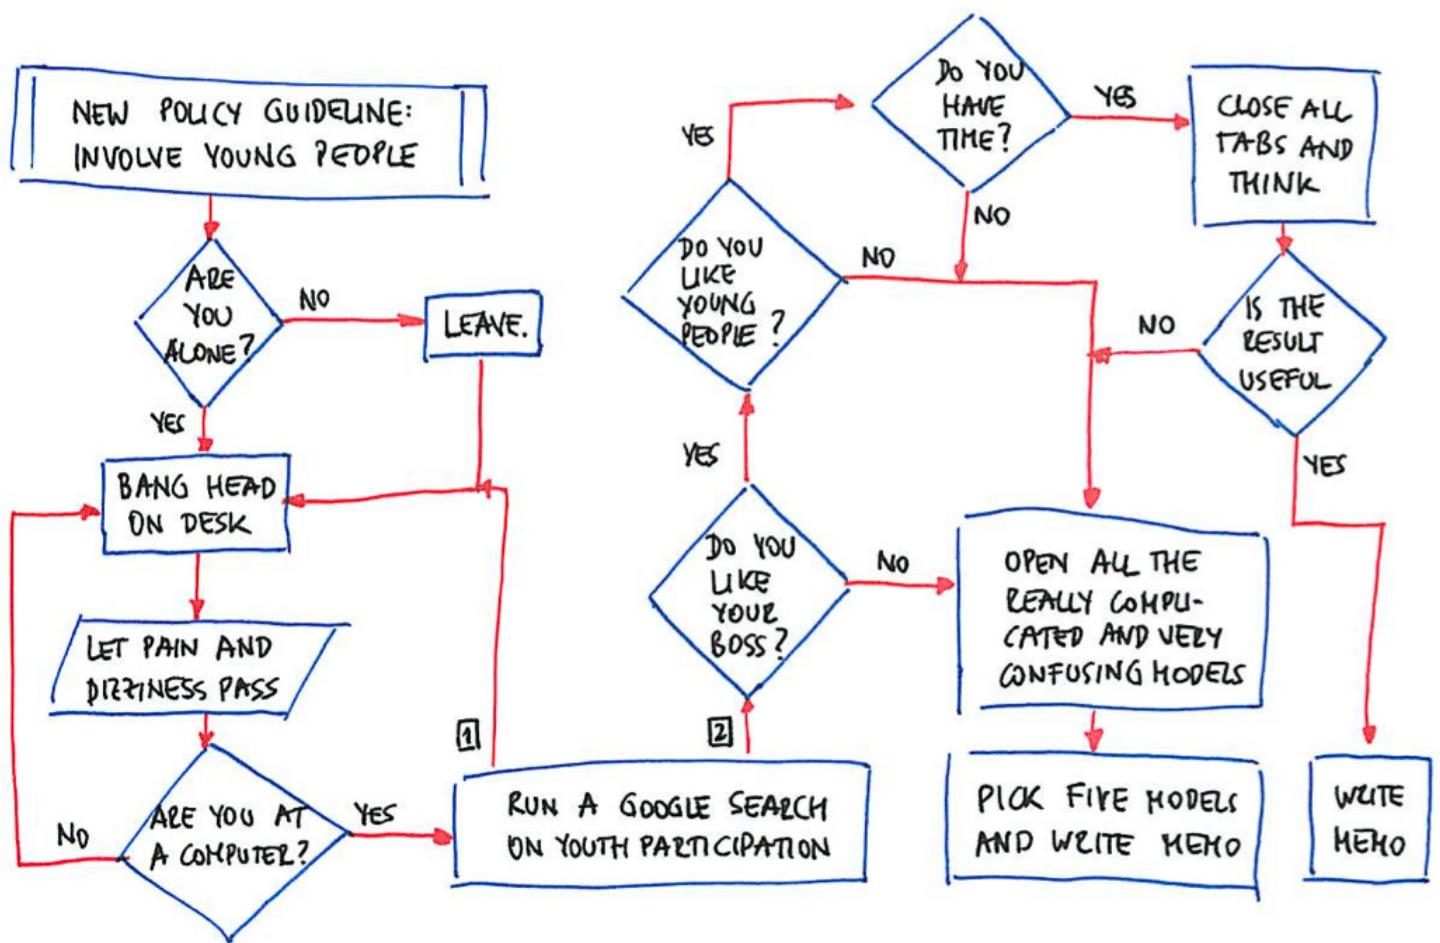 NEW POLICY GUIDELINE:
INVOLVE YOUNG PEOPLE
ARE
YOU
ALONE?
NO
LEAVE.
YES
BANG HEAD
ON DESK
LET PAIN AND
DIZZINESS PASS
ARE YOU AT
A COMPUTER?
NO
YES
1
RUN A GOOGLE SEARCH
ON YOUTH PARTICIPATION
2
DO YOU
LIKE
YOUR
BOSS?
NO
YES
DO YOU
LIKE
YOUNG
PEOPLE?
NO
YES
DO YOU
HAVE
TIME?
NO
YES
CLOSE ALL
TABS AND
THINK
IS THE
RESULT
USEFUL
NO
YES
OPEN ALL THE
REALLY COMPLI-
CATED AND VERY
CONFUSING MODELS
PICK FIVE MODELS
AND WRITE MEMO
WRITE
MEMO